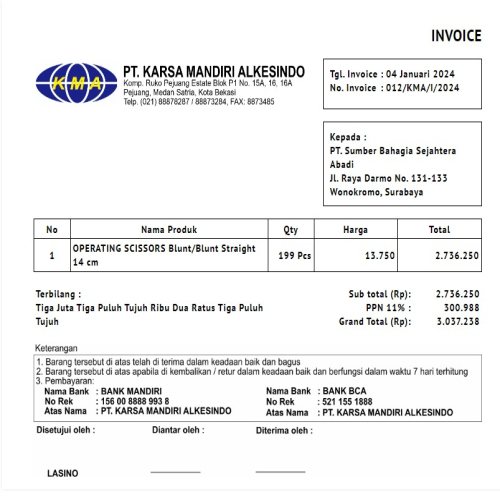 INVOICE
KMA
PT. KARSA MANDIRI ALKESINDO
Komp. Ruko Pejuang Estate Blok P1 No. 15A, 16, 16A
Pejuang, Medan Satria, Kota Bekasi
Telp. (021) 88878287 / 88873284, FAX: 8873485
Tgl. Invoice : 04 Januari 2024
No. Invoice : 012/KMA/I/2024
Kepada :
PT. Sumber Bahagia Sejahtera
Abadi
Jl. Raya Darmo No. 131-133
Wonokromo, Surabaya
No Nama Produk Qty Harga Total
1 OPERATING SCISSORS Blunt/Blunt Straight 14 cm 199 Pcs 13.750 2.736.250
Terbilang :
Tiga Juta Tiga Puluh Tujuh Ribu Dua Ratus Tiga Puluh
Tujuh
Sub total (Rp): 2.736.250
PPN 11% : 300.988
Grand Total (Rp): 3.037.238
Keterangan
1. Barang tersebut di atas telah di terima dalam keadaan baik dan bagus
2. Barang tersebut di atas apabila di kembalikan / retur dalam keadaan baik dan berfungsi dalam waktu 7 hari terhitung
3. Pembayaran:
Nama Bank : BANK MANDIRI
No Rek : 156 00 8888 993 8
Atas Nama : PT. KARSA MANDIRI ALKESINDO
Nama Bank : BANK BCA
No Rek : 521 155 1888
Atas Nama : PT. KARSA MANDIRI ALKESINDO
Disetujui oleh : Diantar oleh : Diterima oleh :
LASINO